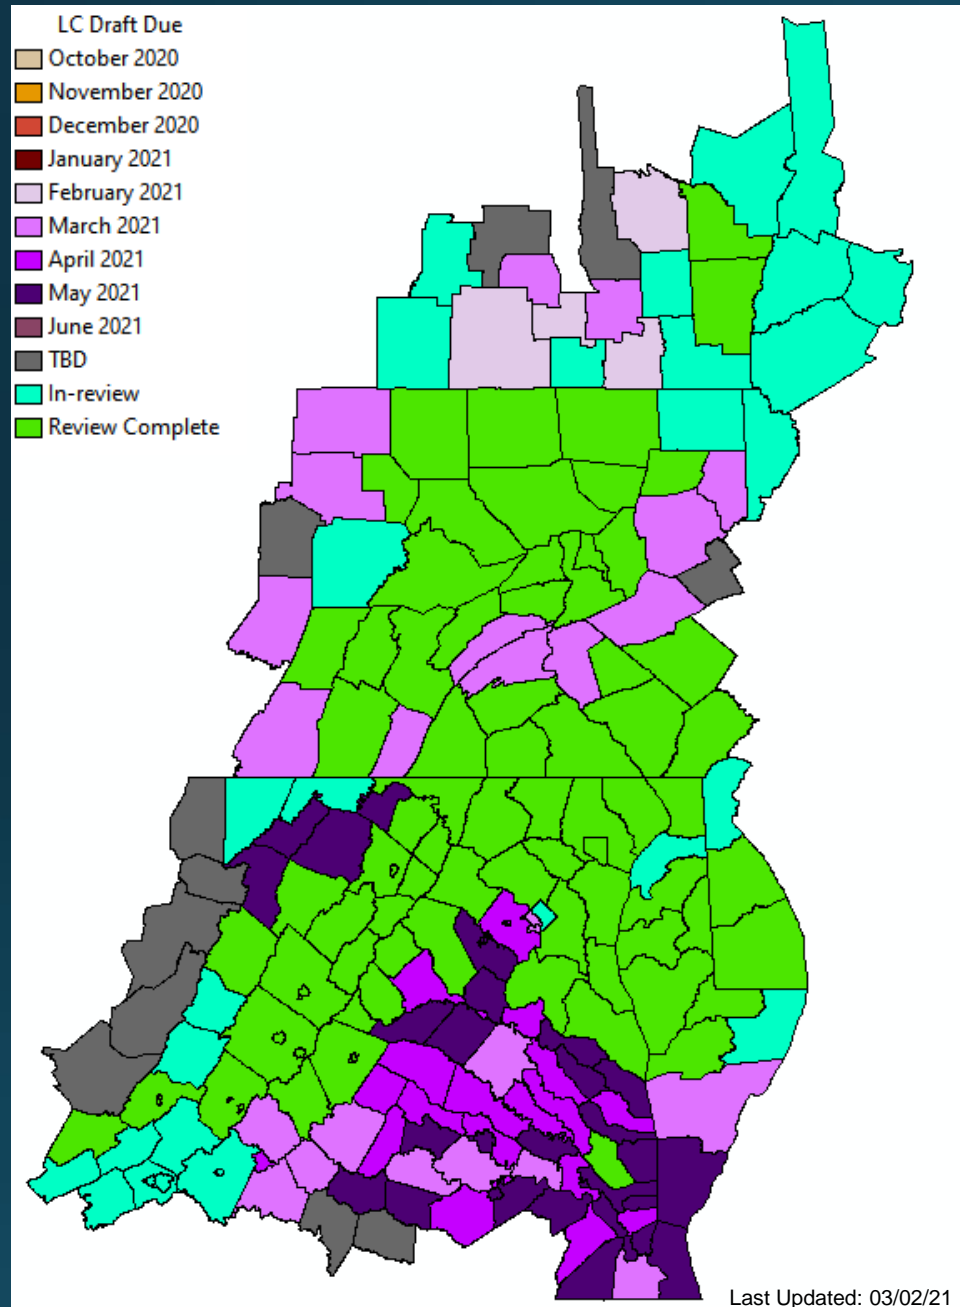 LC Draft Due
October 2020
November 2020
December 2020
January 2021
February 2021
March 2021
April 2021
May 2021
June 2021
TBD
In-review
Review Complete
Last Updated: 03/02/21